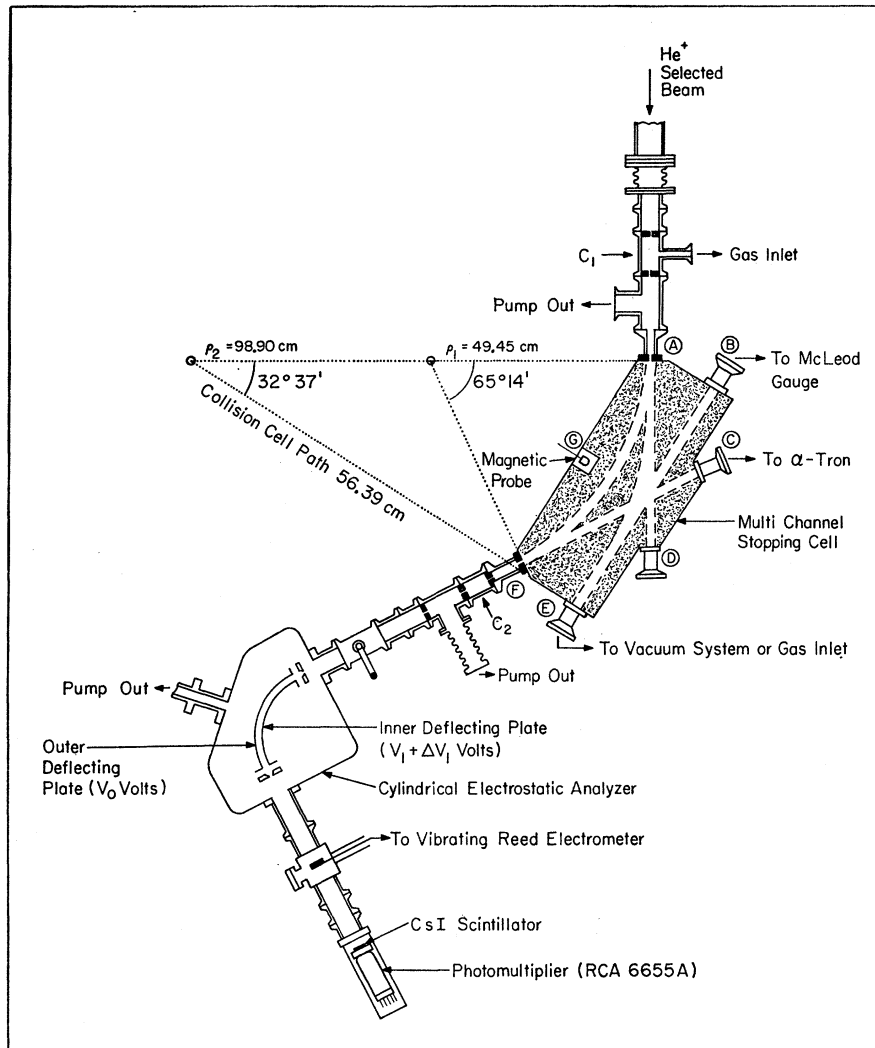 He+
Selected
Beam
C1
Gas Inlet
Pump Out
A
B
To McLeod
Gauge
ρ2 = 98.90 cm
ρ1 = 49.45 cm
32° 37'
65° 14'
Collision Cell Path 56.39 cm
C
To α-Tron
G
Magnetic
Probe
Multi Channel
Stopping Cell
D
F
E
C2
To Vacuum System or Gas Inlet
Pump Out
Pump Out
Inner Deflecting Plate
(V1 + ΔV1 Volts)
Outer
Deflecting
Plate (V0 Volts)
Cylindrical Electrostatic Analyzer
To Vibrating Reed Electrometer
CsI Scintillator
Photomultiplier (RCA 6655A)